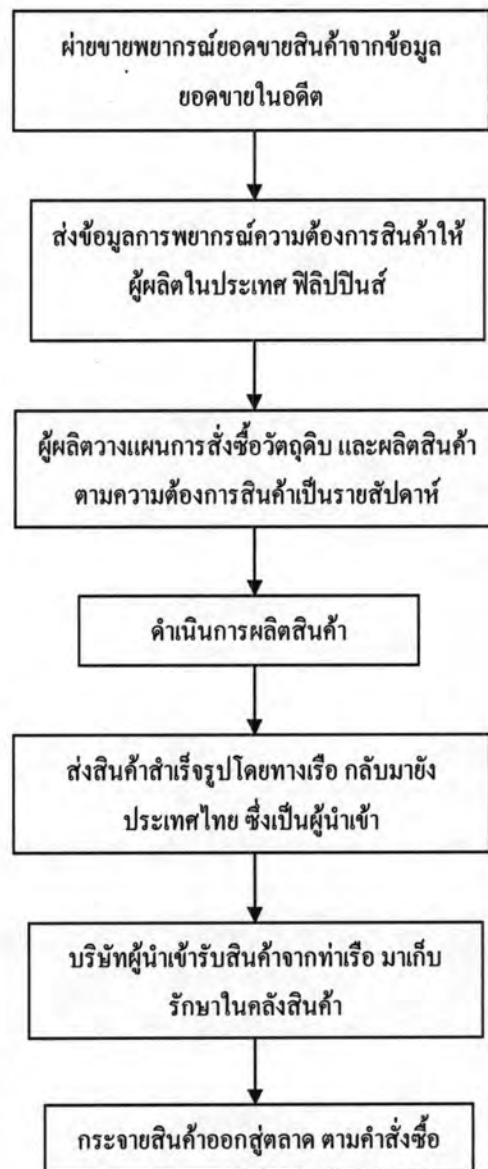 ฝ่ายขายพยากรณ์ยอดขายสินค้าจากข้อมูล
ยอดขายในอดีต
ส่งข้อมูลการพยากรณ์ความต้องการสินค้าให้
ผู้ผลิตในประเทศ ฟิลิปปินส์
ผู้ผลิตวางแผนการสั่งซื้อวัตถุดิบ และผลิตสินค้า
ตามความต้องการสินค้าเป็นรายสัปดาห์
ดำเนินการผลิตสินค้า
ส่งสินค้าสำเร็จรูปโดยทางเรือ กลับมายัง
ประเทศไทย ซึ่งเป็นผู้นำเข้า
บริษัทผู้นำเข้ารับสินค้าจากท่าเรือ มาเก็บ
รักษาในคลังสินค้า
กระจายสินค้าออกสู่ตลาด ตามคำสั่งซื้อ